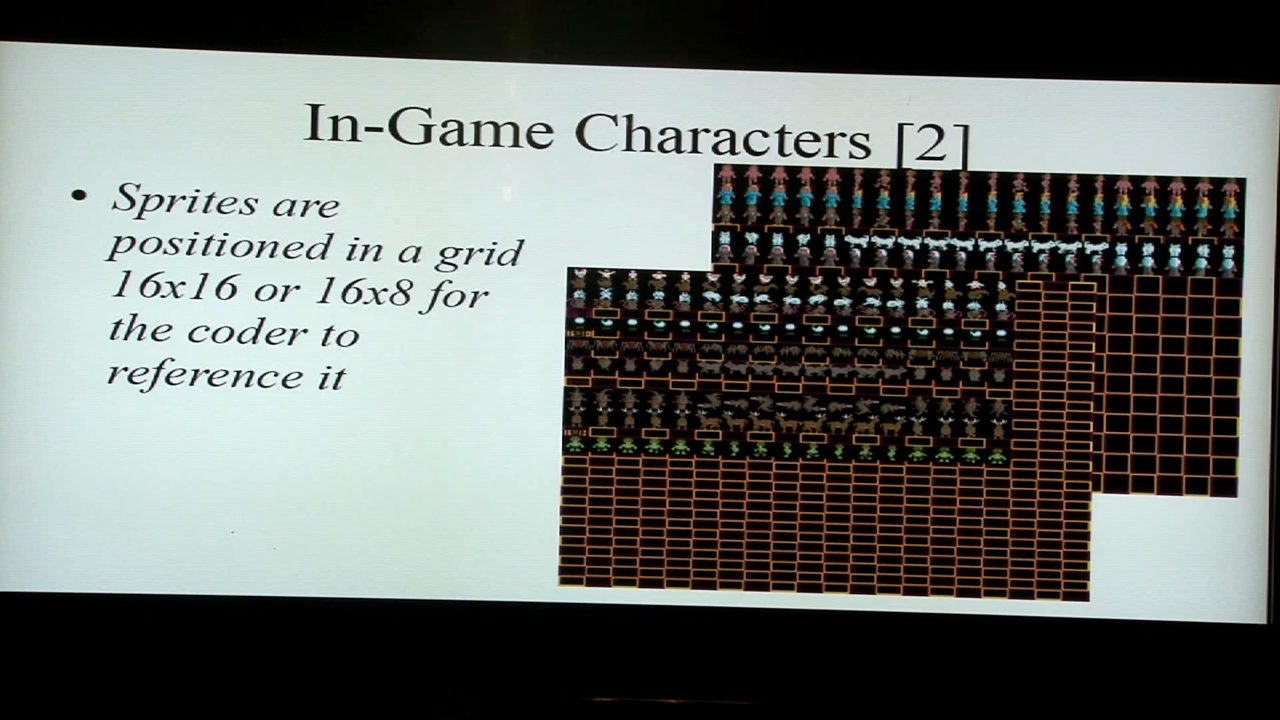 In-Game Characters [2]
• Sprites are
positioned in a grid
16x16 or 16x8 for
the coder to
reference it